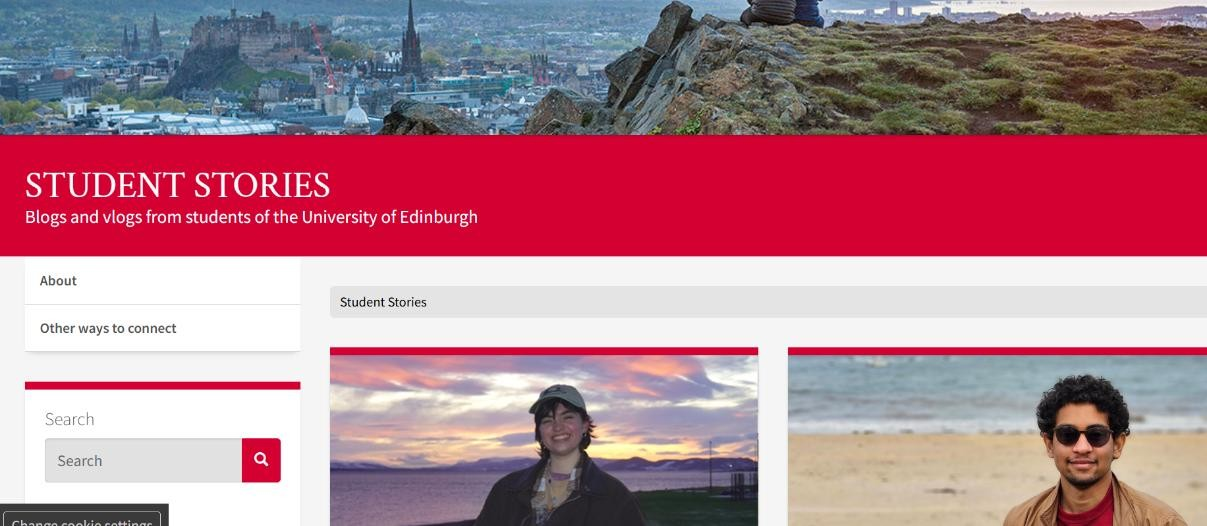 STUDENT STORIES
Blogs and vlogs from students of the University of Edinburgh
About
Other ways to connect
Student Stories
Search
Search
Change cookie settings